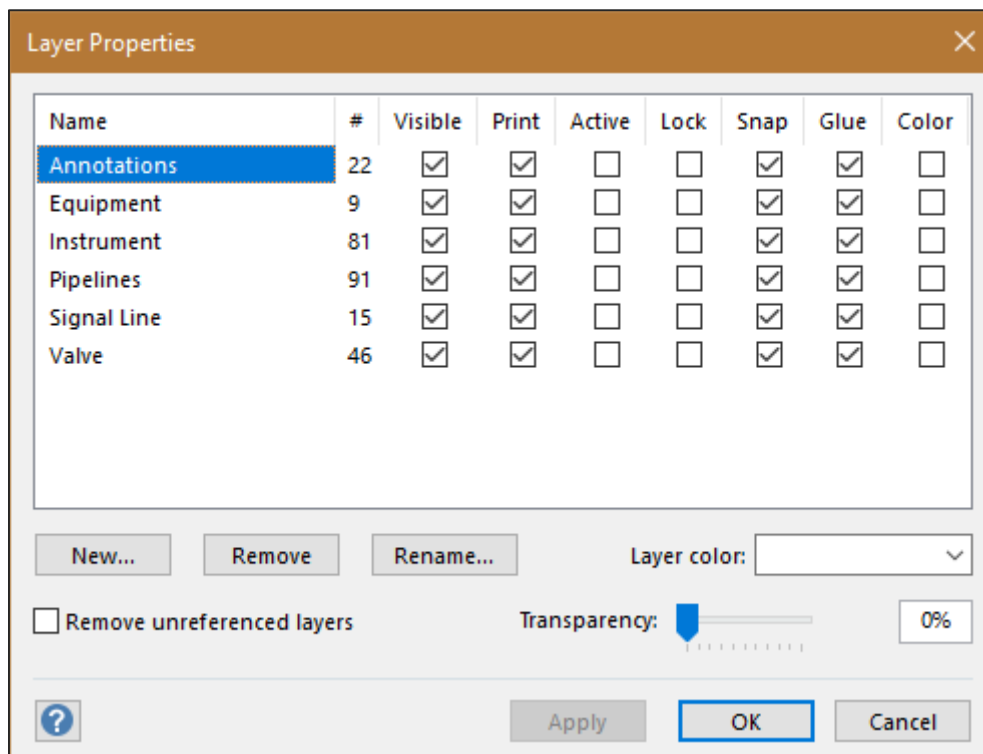 Layer Properties
Name # Visible Print Active Lock Snap Glue Color
Annotations 22
Equipment 9
Instrument 81
Pipelines 91
Signal Line 15
Valve 46
New... Remove Rename... Layer color:
Remove unreferenced layers Transparency: 0%
? Apply OK Cancel